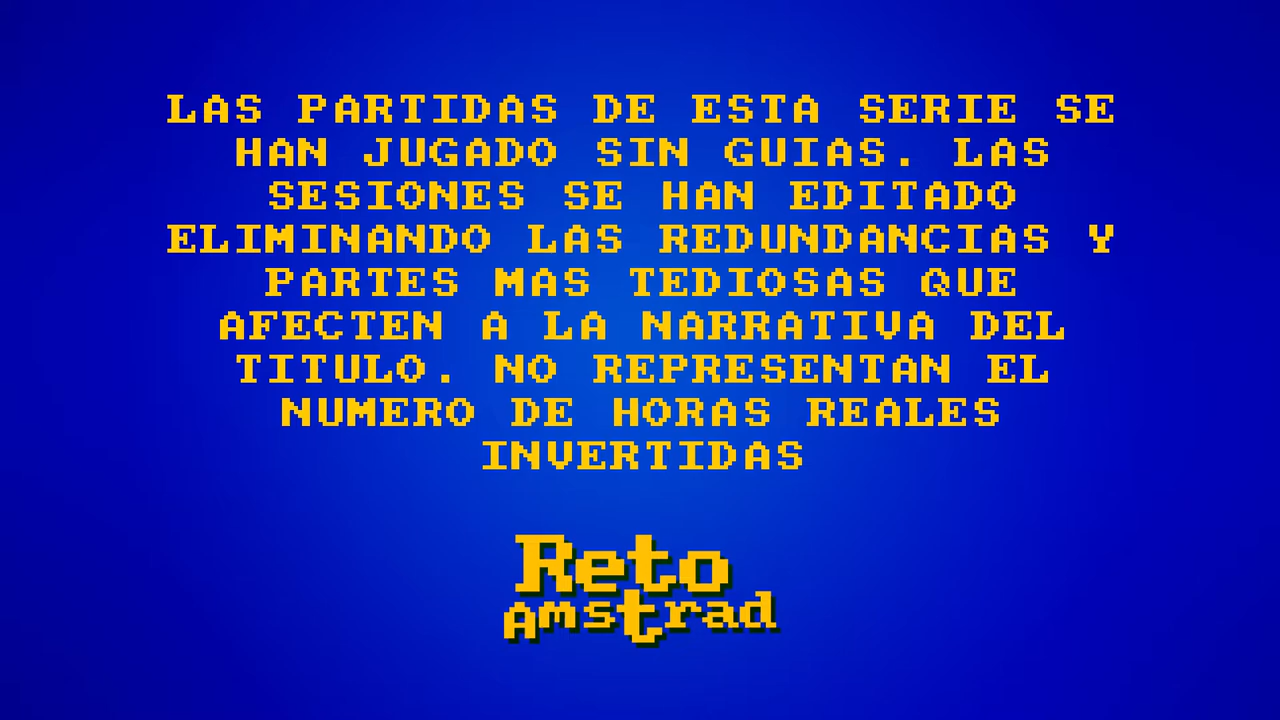 LAS PARTIDAS DE ESTA SERIE SE
HAN JUGADO SIN GUIAS. LAS
SESIONES SE HAN EDITADO
ELIMINANDO LAS REDUNDANCIAS Y
PARTES MAS TEDIOSAS QUE
AFECTEN A LA NARRATIVA DEL
TITULO. NO REPRESENTAN EL
NUMERO DE HORAS REALES
INVERTIDAS
Reto
Amstrad